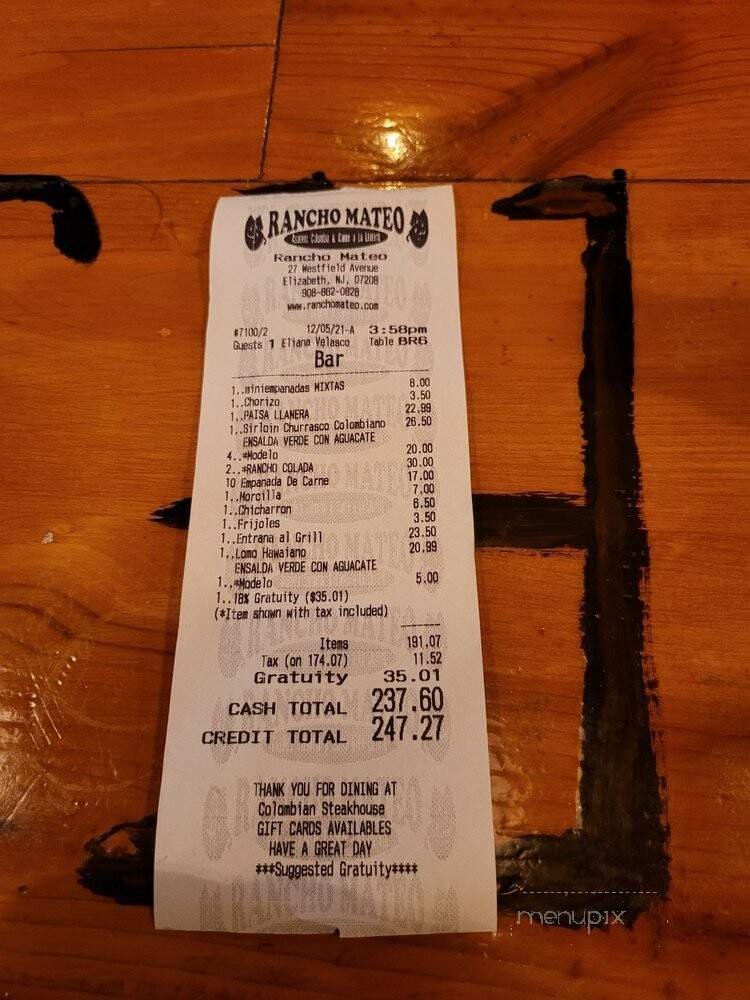 RANCHO MATEO
Rancho Mateo
27 Westfield Avenue
Elizabeth, NJ, 07208
908-662-0828
www.ranchomateo.com
#7100/2 12/05/21-A 3:58pm
Guests 1 Eliana Velasco Table BR6
Bar
1..miniempanadas MIXTAS 8.00
1..Chorizo 3.50
1..PAISA LLANERA 22.99
1..Sirloin Churrasco Colombiano 26.50
ENSALDA VERDE CON AGUACATE
4..*Modelo 20.00
2..*RANCHO COLADA 30.00
10 Empanada De Carne 17.00
1..Morcilla 7.00
1..Chicharron 6.50
1..Frijoles 3.50
1..Entrana al Grill 23.50
1..Lomo Hawaiano 20.99
ENSALDA VERDE CON AGUACATE
1..*Modelo 5.00
1..18% Gratuity ($35.01)
(*Item shown with tax included)
Items 191.07
Tax (on 174.07) 11.52
Gratuity 35.01
CASH TOTAL 237.60
CREDIT TOTAL 247.27
THANK YOU FOR DINING AT
Colombian Steakhouse
GIFT CARDS AVAILABLES
HAVE A GREAT DAY
***Suggested Gratuity****
menupix